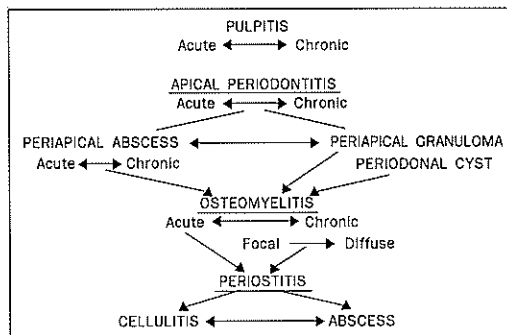 PULPITIS
Acute Chronic
APICAL PERIODONTITIS
Acute Chronic
PERIAPICAL ABSCESS PERIAPICAL GRANULOMA
Acute Chronic PERIODONAL CYST
OSTEOMYELITIS
Acute Chronic
Focal Diffuse
PERIOSTITIS
CELLULITIS ABSCESS